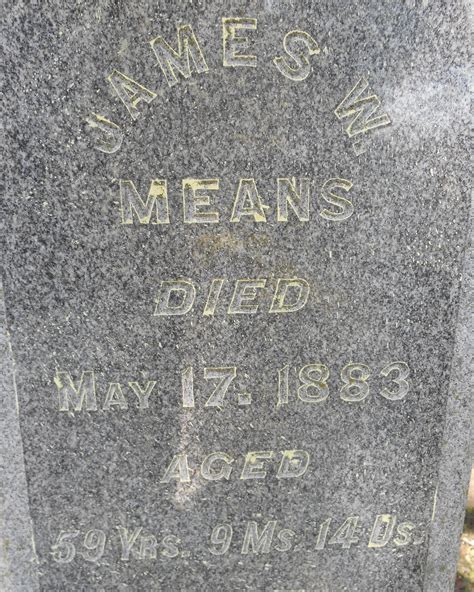 JAMES W.
MEANS
DIED
MAY 17. 1883
AGED
59 YRS. 9 MS. 14 DS.